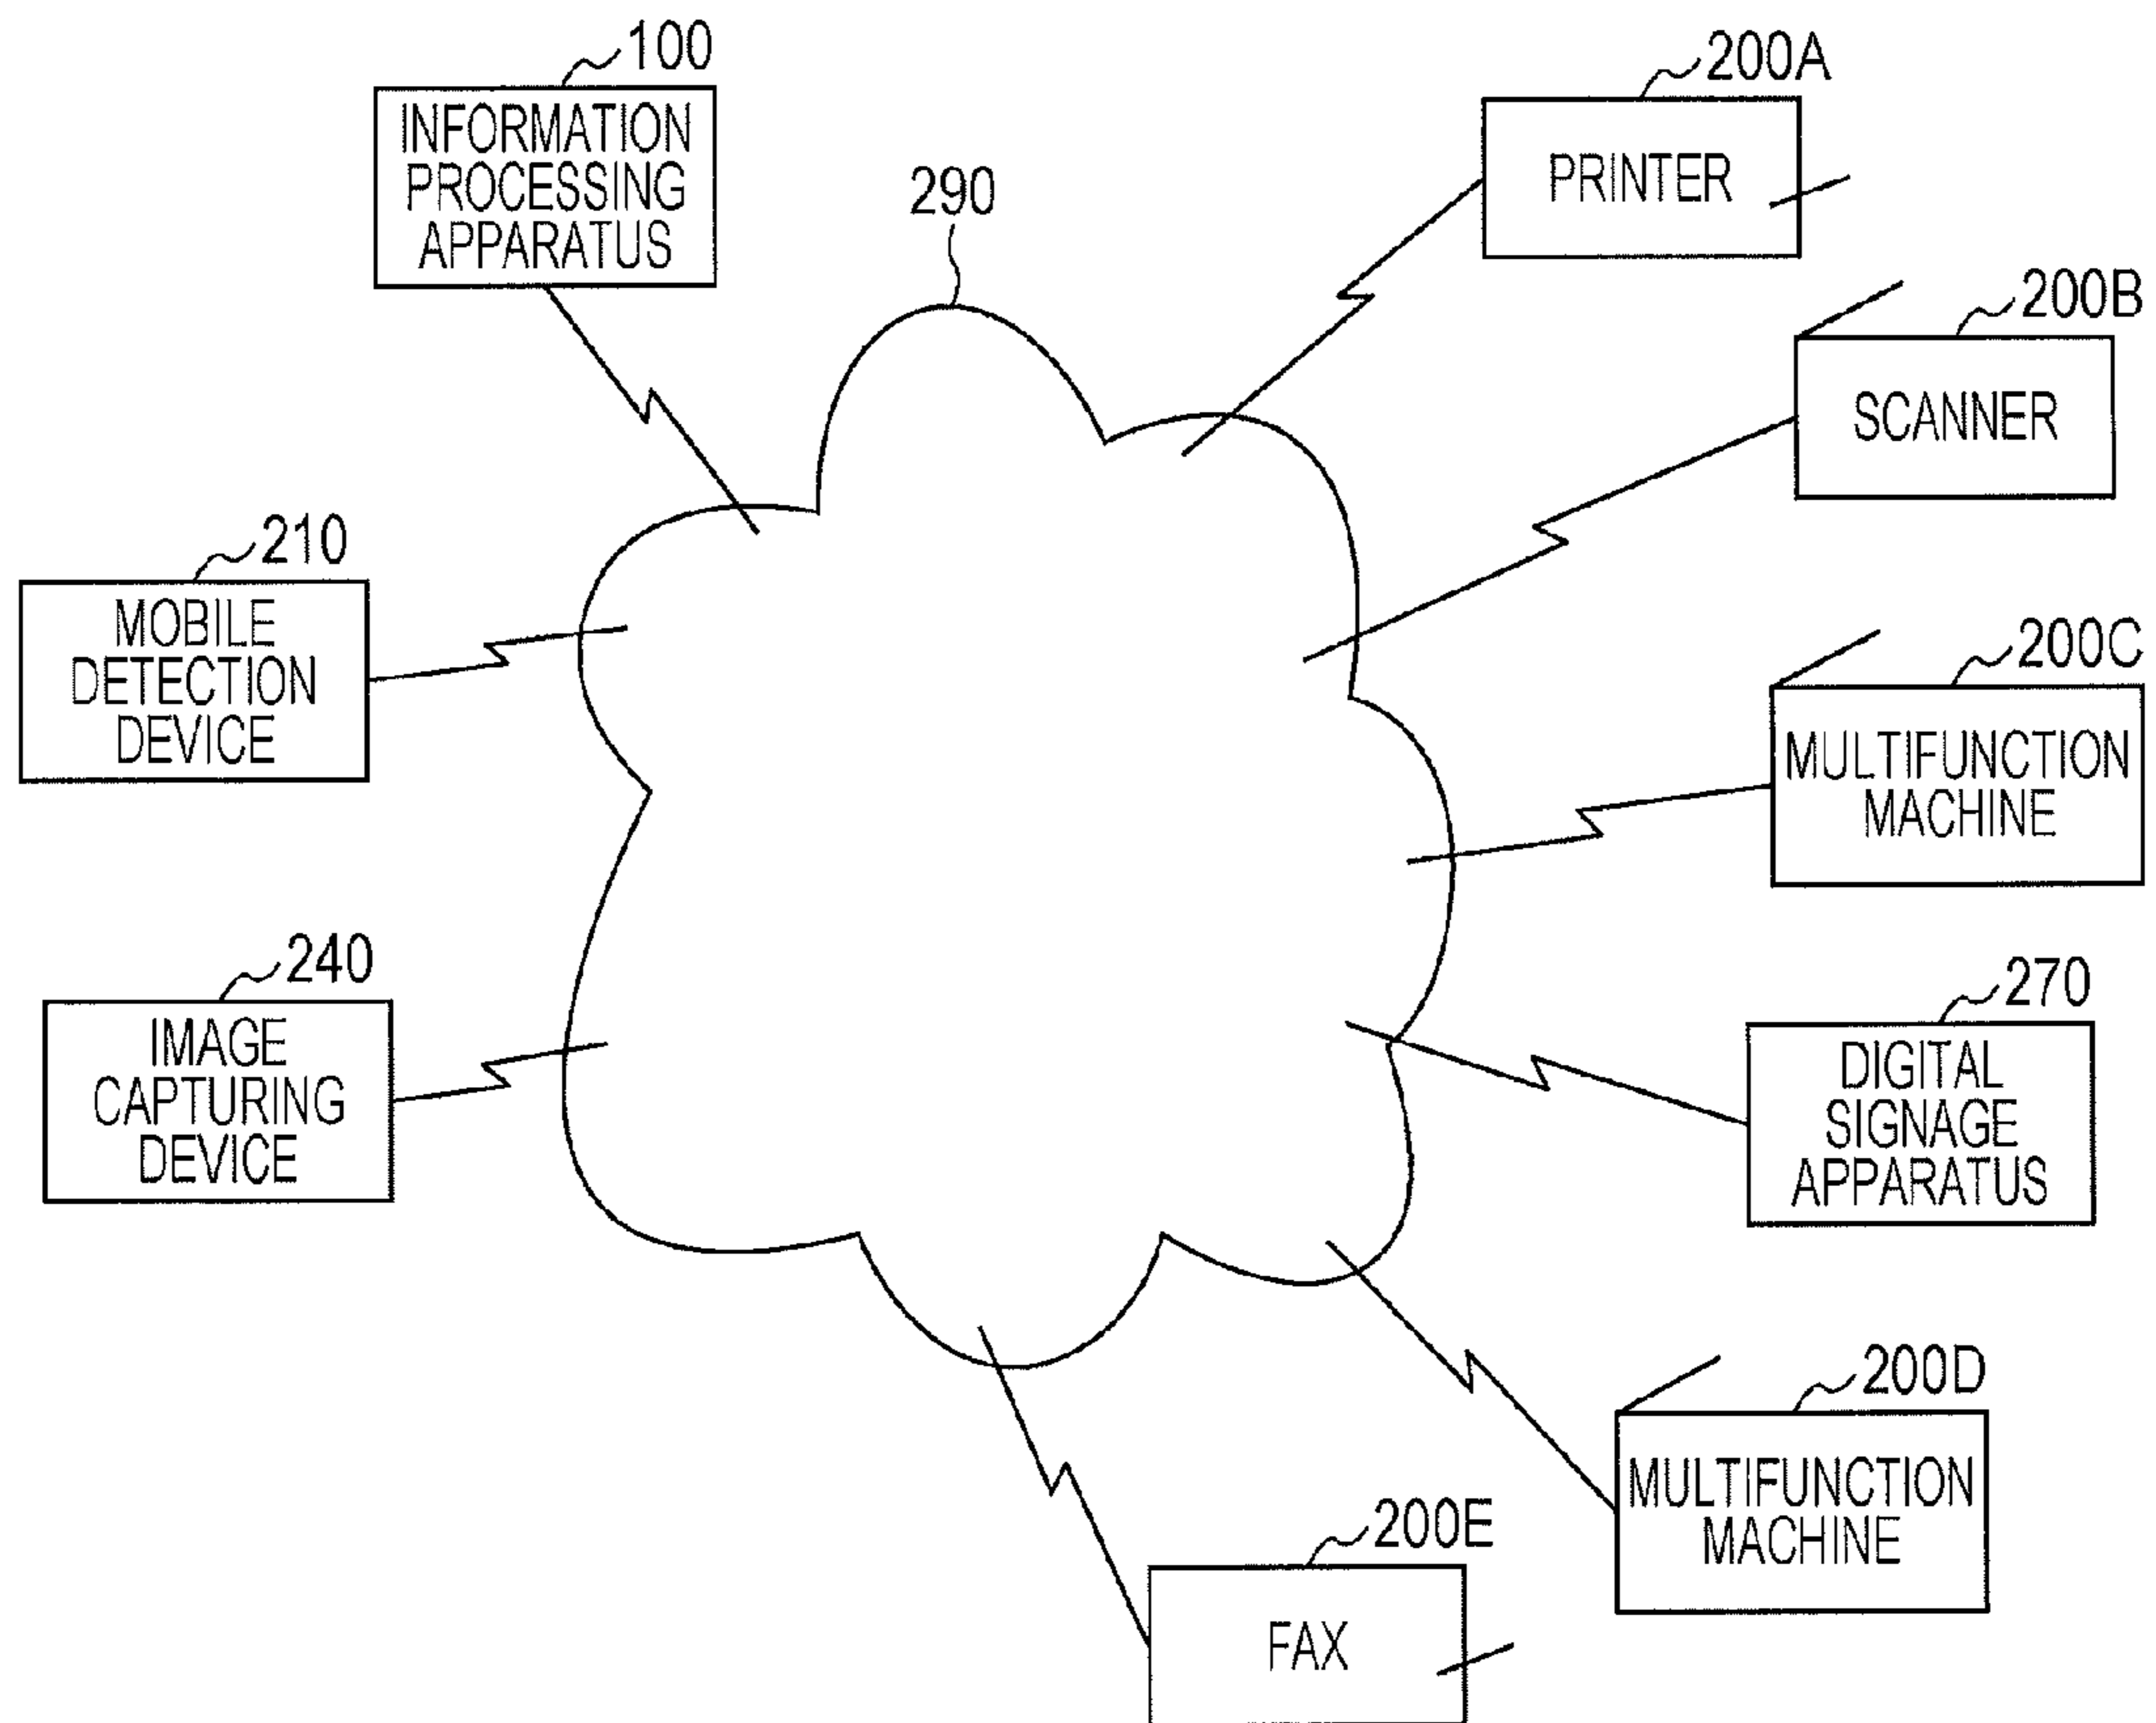 100
INFORMATION
PROCESSING
APPARATUS
200A
PRINTER
290
200B
SCANNER
210
MOBILE
DETECTION
DEVICE
200C
MULTIFUNCTION
MACHINE
240
IMAGE
CAPTURING
DEVICE
270
DIGITAL
SIGNAGE
APPARATUS
200D
MULTIFUNCTION
MACHINE
200E
FAX